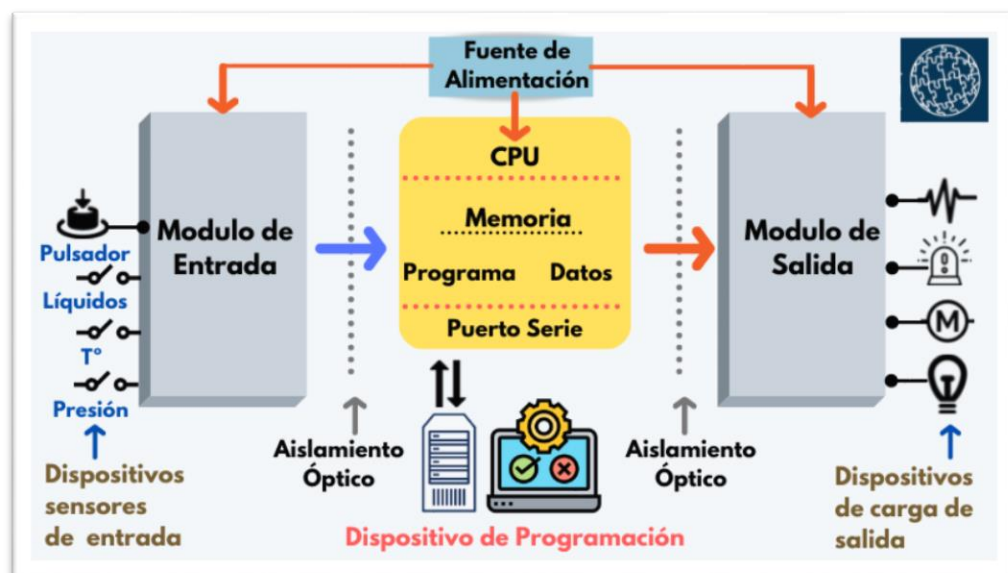 Fuente de
Alimentación
CPU
Memoria
Programa Datos
Puerto Serie
Modulo de
Entrada
Modulo de
Salida
Pulsador
Líquidos
Tº
Presión
M
Dispositivos
sensores
de entrada
Aislamiento
Óptico
Aislamiento
Óptico
Dispositivo de Programación
Dispositivos
de carga de
salida